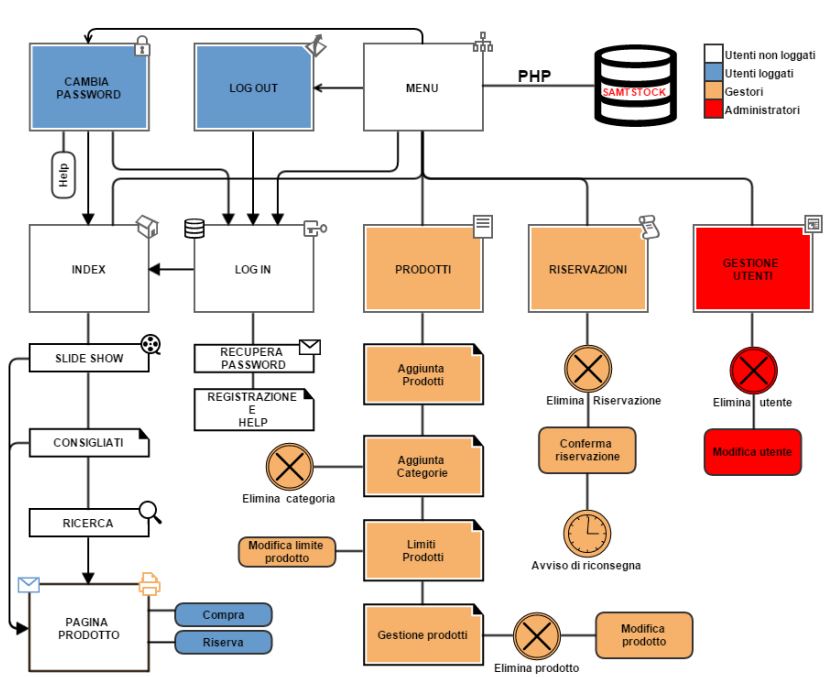 CAMBIA
PASSWORD
LOG OUT
MENU
PHP
SAMTSTOCK
Utenti non loggati
Utenti loggati
Gestori
Administratori
Help
INDEX
LOG IN
PRODOTTI
RISERVAZIONI
GESTIONE
UTENTI
SLIDE SHOW
RECUPERA
PASSWORD
REGISTRAZIONE
E
HELP
Aggiunta
Prodotti
Elimina Riservazione
Elimina utente
CONSIGLIATI
Aggiunta
Categorie
Elimina categoria
Conferma
riservazione
Modifica utente
RICERCA
Modifica limite
prodotto
Limiti
Prodotti
Avviso di riconsegna
PAGINA
PRODOTTO
Compra
Riserva
Gestione prodotti
Elimina prodotto
Modifica
prodotto